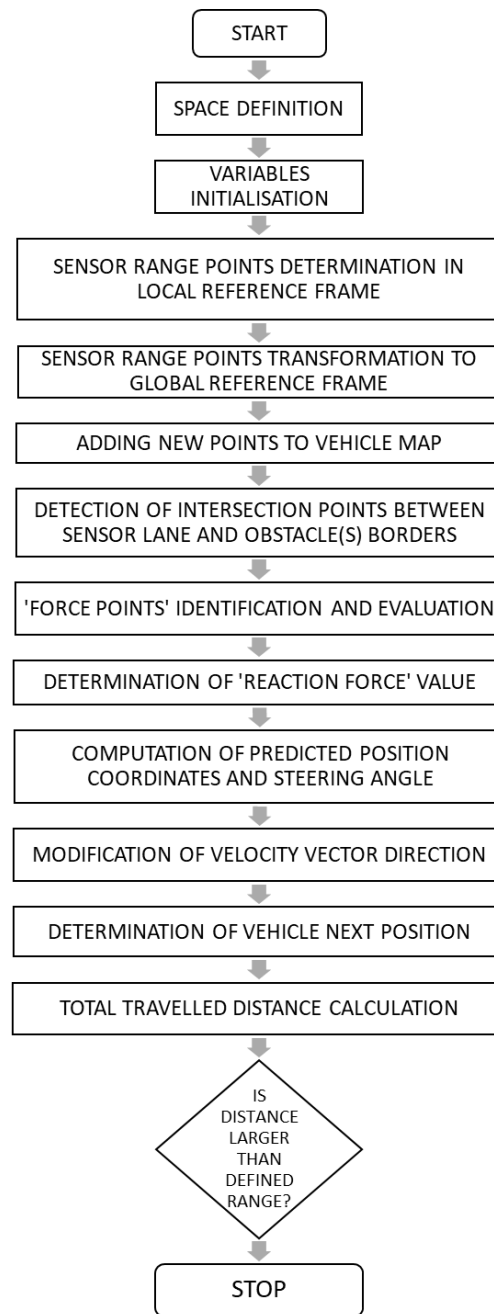 START
SPACE DEFINITION
VARIABLES
INITIALISATION
SENSOR RANGE POINTS DETERMINATION IN
LOCAL REFERENCE FRAME
SENSOR RANGE POINTS TRANSFORMATION TO
GLOBAL REFERENCE FRAME
ADDING NEW POINTS TO VEHICLE MAP
DETECTION OF INTERSECTION POINTS BETWEEN
SENSOR LANE AND OBSTACLE(S) BORDERS
'FORCE POINTS' IDENTIFICATION AND EVALUATION
DETERMINATION OF 'REACTION FORCE' VALUE
COMPUTATION OF PREDICTED POSITION
COORDINATES AND STEERING ANGLE
MODIFICATION OF VELOCITY VECTOR DIRECTION
DETERMINATION OF VEHICLE NEXT POSITION
TOTAL TRAVELLED DISTANCE CALCULATION
IS
DISTANCE
LARGER
THAN
DEFINED
RANGE?
STOP